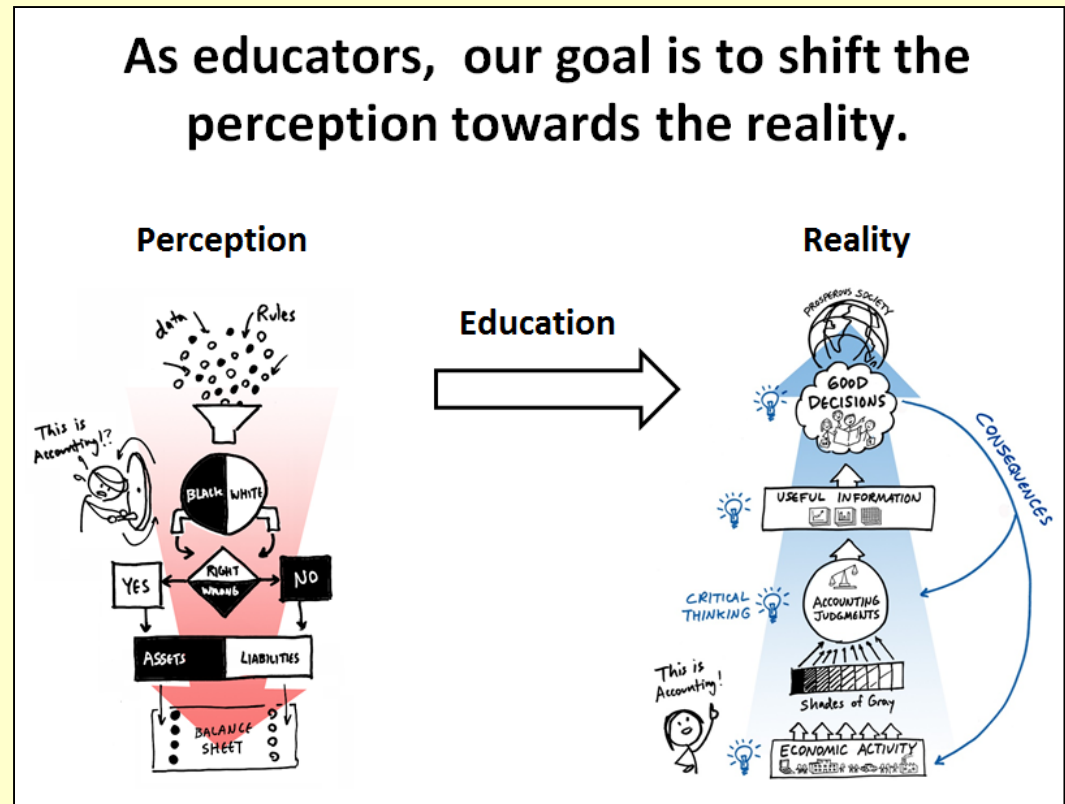 As educators, our goal is to shift the
perception towards the reality.
Perception
Education
Reality
data
Rules
This is
Accounting!?
BLACK
WHITE
RIGHT
WRONG
YES
NO
ASSETS
LIABILITIES
BALANCE
SHEET
PROSPEROUS SOCIETY
GOOD
DECISIONS
CONSEQUENCES
USEFUL INFORMATION
CRITICAL
THINKING
ACCOUNTING
JUDGMENTS
Shades of Gray
This is
Accounting!
ECONOMIC ACTIVITY